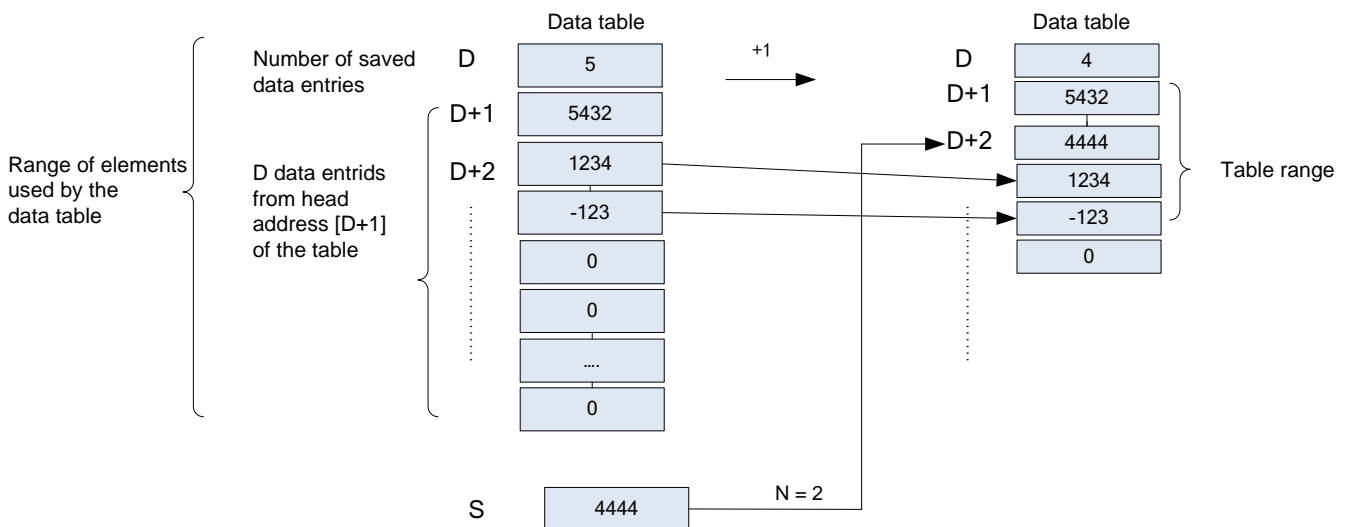 Data table
Data table
Number of saved
data entries
D
5
+1
D
4
D+1
5432
D+1
5432
Range of elements
used by the
data table
D data entrids
from head
address [D+1]
of the table
D+2
1234
D+2
4444
-123
1234
Table range
0
-123
0
0
....
0
S
4444
N = 2